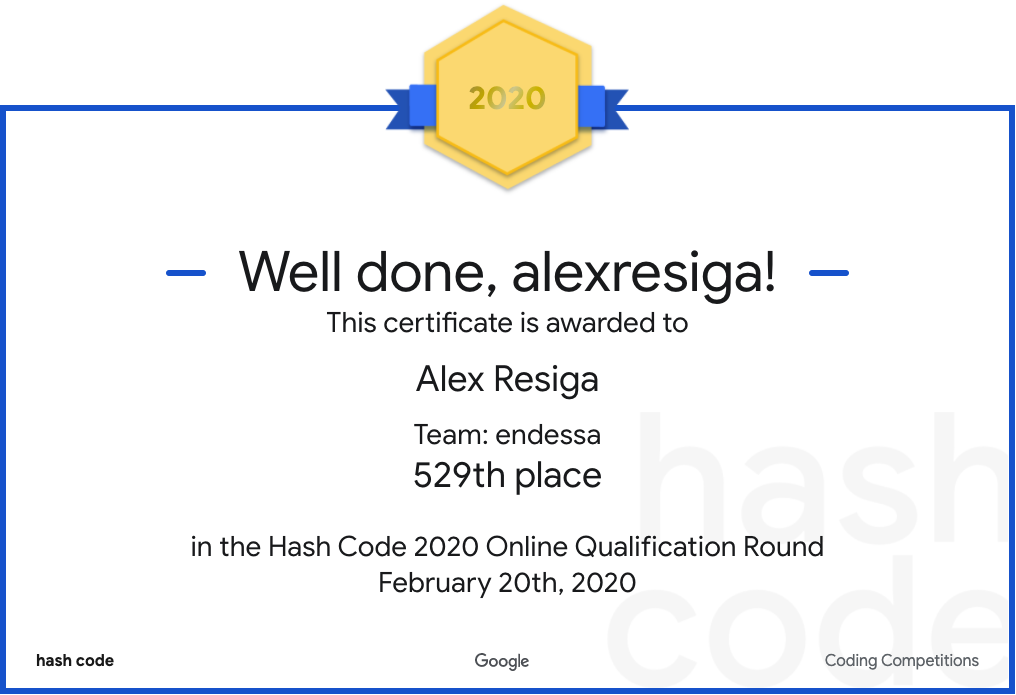 2020
Well done, alexresiga!
This certificate is awarded to
Alex Resiga
Team: endessa
529th place
in the Hash Code 2020 Online Qualification Round
February 20th, 2020
hash
code
hash code
Google
Coding Competitions